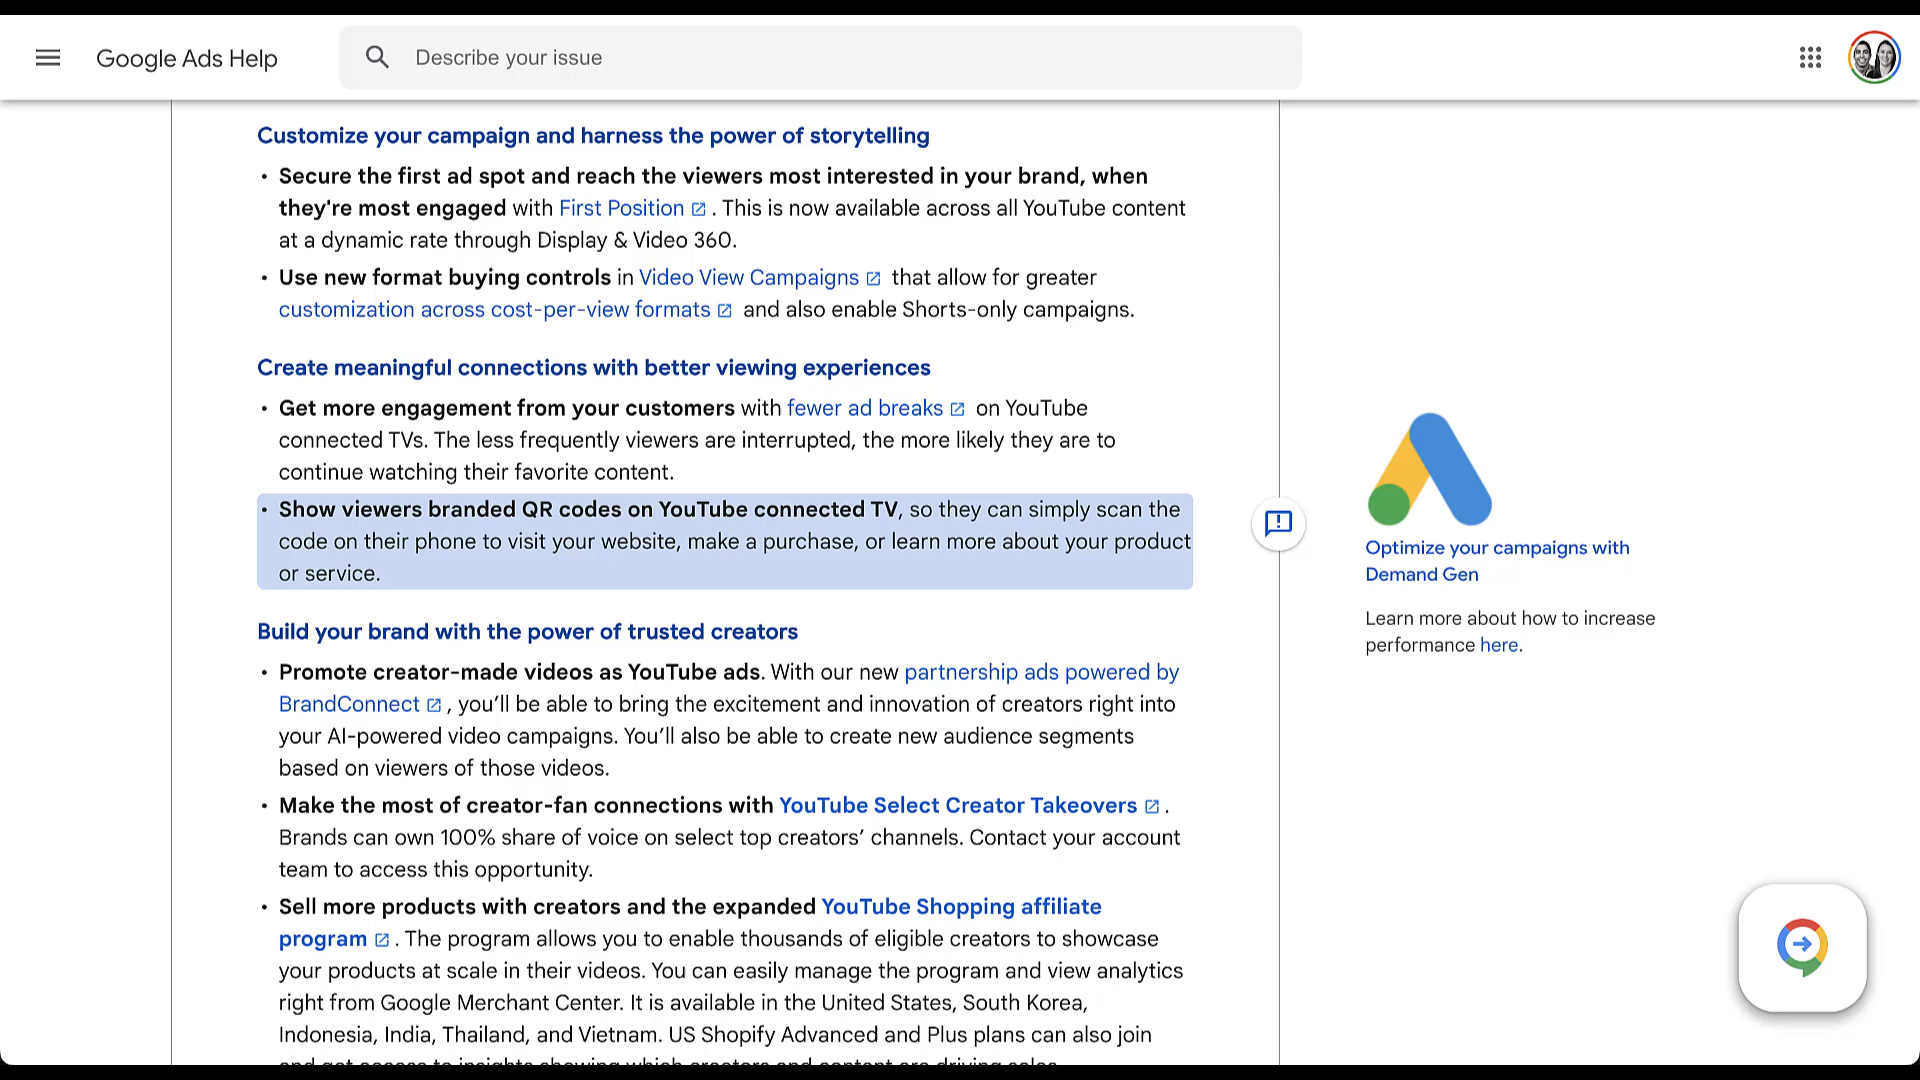 Google Ads Help
Describe your issue
Customize your campaign and harness the power of storytelling
• Secure the first ad spot and reach the viewers most interested in your brand, when
they're most engaged with First Position . This is now available across all YouTube content
at a dynamic rate through Display & Video 360.
• Use new format buying controls in Video View Campaigns that allow for greater
customization across cost-per-view formats and also enable Shorts-only campaigns.
Create meaningful connections with better viewing experiences
• Get more engagement from your customers with fewer ad breaks on YouTube
connected TVs. The less frequently viewers are interrupted, the more likely they are to
continue watching their favorite content.
• Show viewers branded QR codes on YouTube connected TV, so they can simply scan the
code on their phone to visit your website, make a purchase, or learn more about your product
or service.
Build your brand with the power of trusted creators
• Promote creator-made videos as YouTube ads. With our new partnership ads powered by
BrandConnect , you’ll be able to bring the excitement and innovation of creators right into
your AI-powered video campaigns. You’ll also be able to create new audience segments
based on viewers of those videos.
• Make the most of creator-fan connections with YouTube Select Creator Takeovers .
Brands can own 100% share of voice on select top creators’ channels. Contact your account
team to access this opportunity.
• Sell more products with creators and the expanded YouTube Shopping affiliate
program . The program allows you to enable thousands of eligible creators to showcase
your products at scale in their videos. You can easily manage the program and view analytics
right from Google Merchant Center. It is available in the United States, South Korea,
Indonesia, India, Thailand, and Vietnam. US Shopify Advanced and Plus plans can also join
and get access to insights showing which creators and content are driving sales.
Optimize your campaigns with
Demand Gen
Learn more about how to increase
performance here.